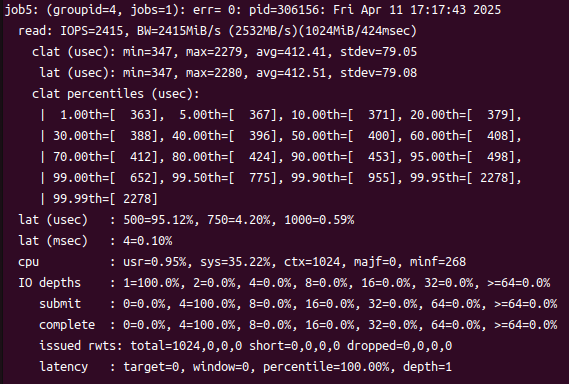 job5: (groupid=4, jobs=1): err= 0: pid=306156: Fri Apr 11 17:17:43 2025
  read: IOPS=2415, BW=2415MiB/s (2532MB/s)(1024MiB/424msec)
    clat (usec): min=347, max=2279, avg=412.41, stdev=79.05
     lat (usec): min=347, max=2280, avg=412.51, stdev=79.08
    clat percentiles (usec):
     |  1.00th=[  363],  5.00th=[  367], 10.00th=[  371], 20.00th=[  379],
     | 30.00th=[  388], 40.00th=[  396], 50.00th=[  400], 60.00th=[  408],
     | 70.00th=[  412], 80.00th=[  424], 90.00th=[  453], 95.00th=[  498],
     | 99.00th=[  652], 99.50th=[  775], 99.90th=[  955], 99.95th=[ 2278],
     | 99.99th=[ 2278]
  lat (usec)   : 500=95.12%, 750=4.20%, 1000=0.59%
  lat (msec)   : 4=0.10%
  cpu          : usr=0.95%, sys=35.22%, ctx=1024, majf=0, minf=268
  IO depths    : 1=100.0%, 2=0.0%, 4=0.0%, 8=0.0%, 16=0.0%, 32=0.0%, >=64=0.0%
     submit    : 0=0.0%, 4=100.0%, 8=0.0%, 16=0.0%, 32=0.0%, 64=0.0%, >=64=0.0%
     complete  : 0=0.0%, 4=100.0%, 8=0.0%, 16=0.0%, 32=0.0%, 64=0.0%, >=64=0.0%
     issued rwts: total=1024,0,0,0 short=0,0,0,0 dropped=0,0,0,0
     latency   : target=0, window=0, percentile=100.00%, depth=1